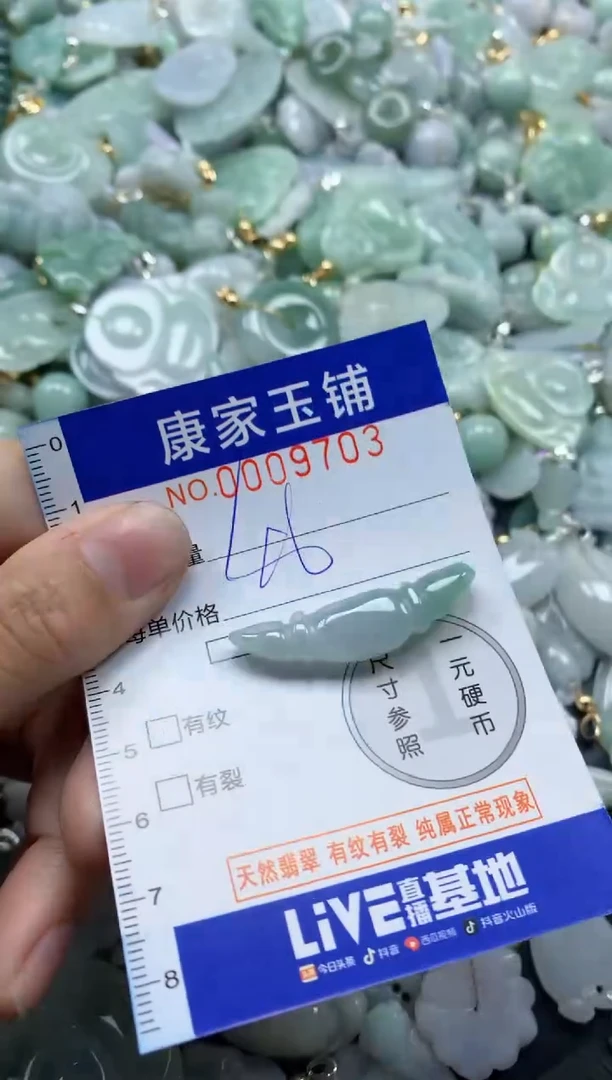 康家玉铺
NO.0009703
量
每单价格
尺寸参照
一元硬币
1
有纹
有裂
天然翡翠 有纹有裂 纯属正常现象
LiVE直播基地
今日头条 抖音 西瓜视频 抖音火山版
0
1
4
5
6
7
8